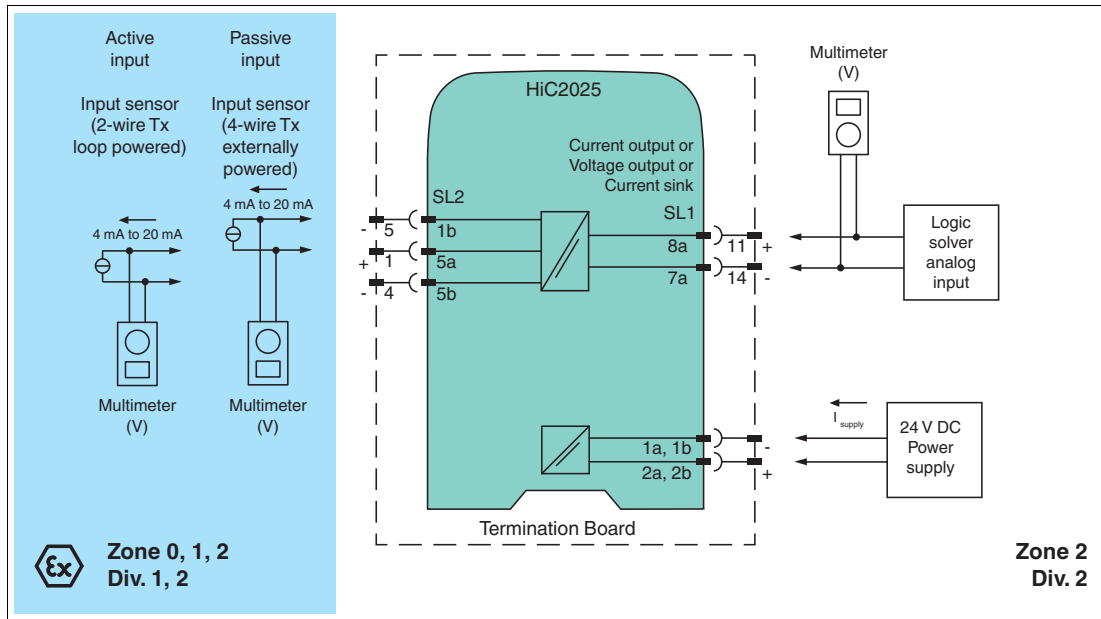 Active
input
Input sensor
(2-wire Tx
loop powered)
4 mA to 20 mA
Multimeter
(V)
Passive
input
Input sensor
(4-wire Tx
externally
powered)
4 mA to 20 mA
Multimeter
(V)
Ex
Zone 0, 1, 2
Div. 1, 2
HiC2025
Current output or
Voltage output or
Current sink
SL2
SL1
- 5 1b
+ 1 5a
- 4 5b
8a 11 +
7a 14 -
1a, 1b -
2a, 2b +
Termination Board
Multimeter
(V)
Logic
solver
analog
input
I supply
24 V DC
Power
supply
Zone 2
Div. 2